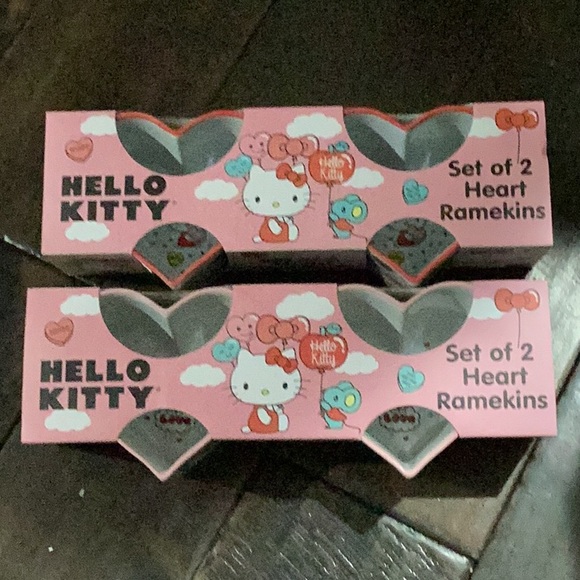 HELLO
KITTY
Hello
Kitty
Set of 2
Heart
Ramekins
HELLO
KITTY
Hello
Kitty
Set of 2
Heart
Ramekins